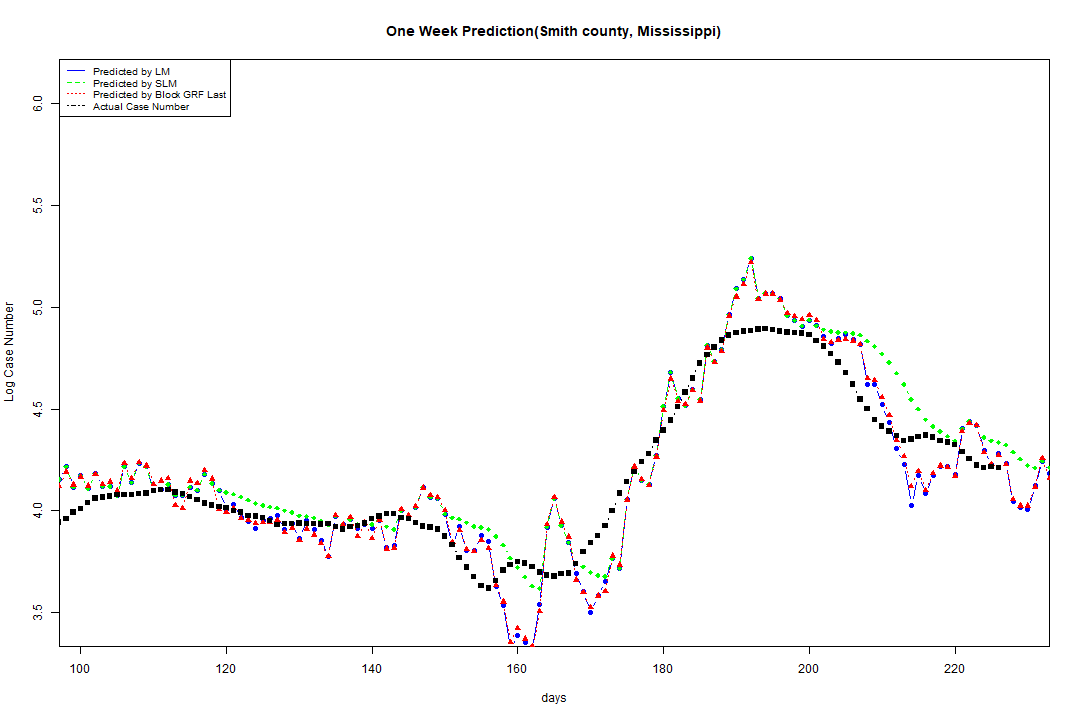 One Week Prediction(Smith county, Mississippi)
Predicted by LM
Predicted by SLM
Predicted by Block GRF Last
Actual Case Number
Log Case Number
6.0
5.5
5.0
4.5
4.0
3.5
100 120 140 160 180 200 220
days